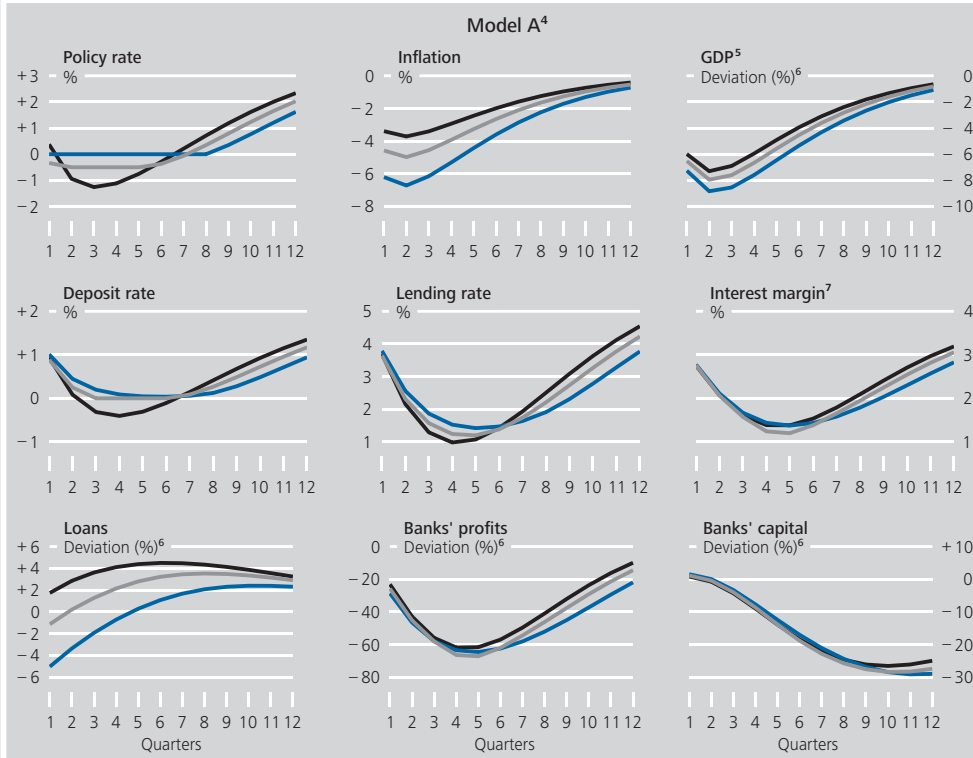 Model A⁴
Policy rate
%
+3
+2
+1
0
−1
−2
1 2 3 4 5 6 7 8 9 10 11 12
Inflation
%
0
−2
−4
−6
−8
1 2 3 4 5 6 7 8 9 10 11 12
GDP⁵
Deviation (%)⁶
0
−2
−4
−6
−8
−10
1 2 3 4 5 6 7 8 9 10 11 12
Deposit rate
%
+2
+1
0
−1
1 2 3 4 5 6 7 8 9 10 11 12
Lending rate
%
5
4
3
2
1
1 2 3 4 5 6 7 8 9 10 11 12
Interest margin⁷
%
4
3
2
1
1 2 3 4 5 6 7 8 9 10 11 12
Loans
Deviation (%)⁶
+6
+4
+2
0
−2
−4
−6
1 2 3 4 5 6 7 8 9 10 11 12
Quarters
Banks' profits
Deviation (%)⁶
0
−20
−40
−60
−80
1 2 3 4 5 6 7 8 9 10 11 12
Quarters
Banks' capital
Deviation (%)⁶
+10
0
−10
−20
−30
1 2 3 4 5 6 7 8 9 10 11 12
Quarters